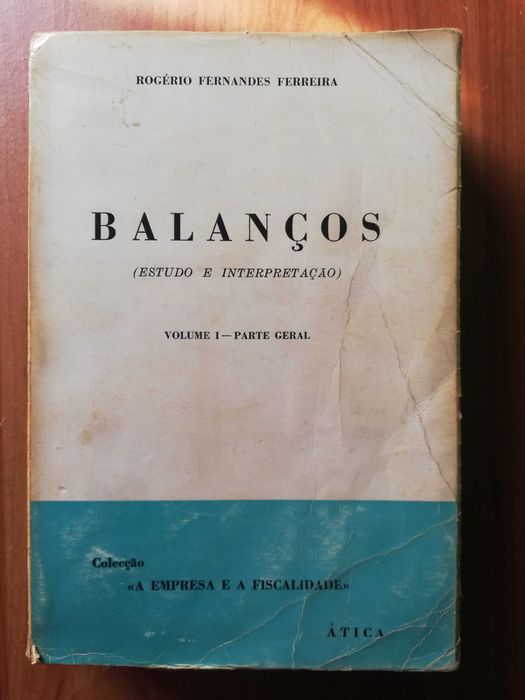 ROGÉRIO FERNANDES FERREIRA
BALANÇOS
(ESTUDO E INTERPRETAÇÃO)
VOLUME I — PARTE GERAL
Colecção
«A EMPRESA E A FISCALIDADE»
ÁTICA